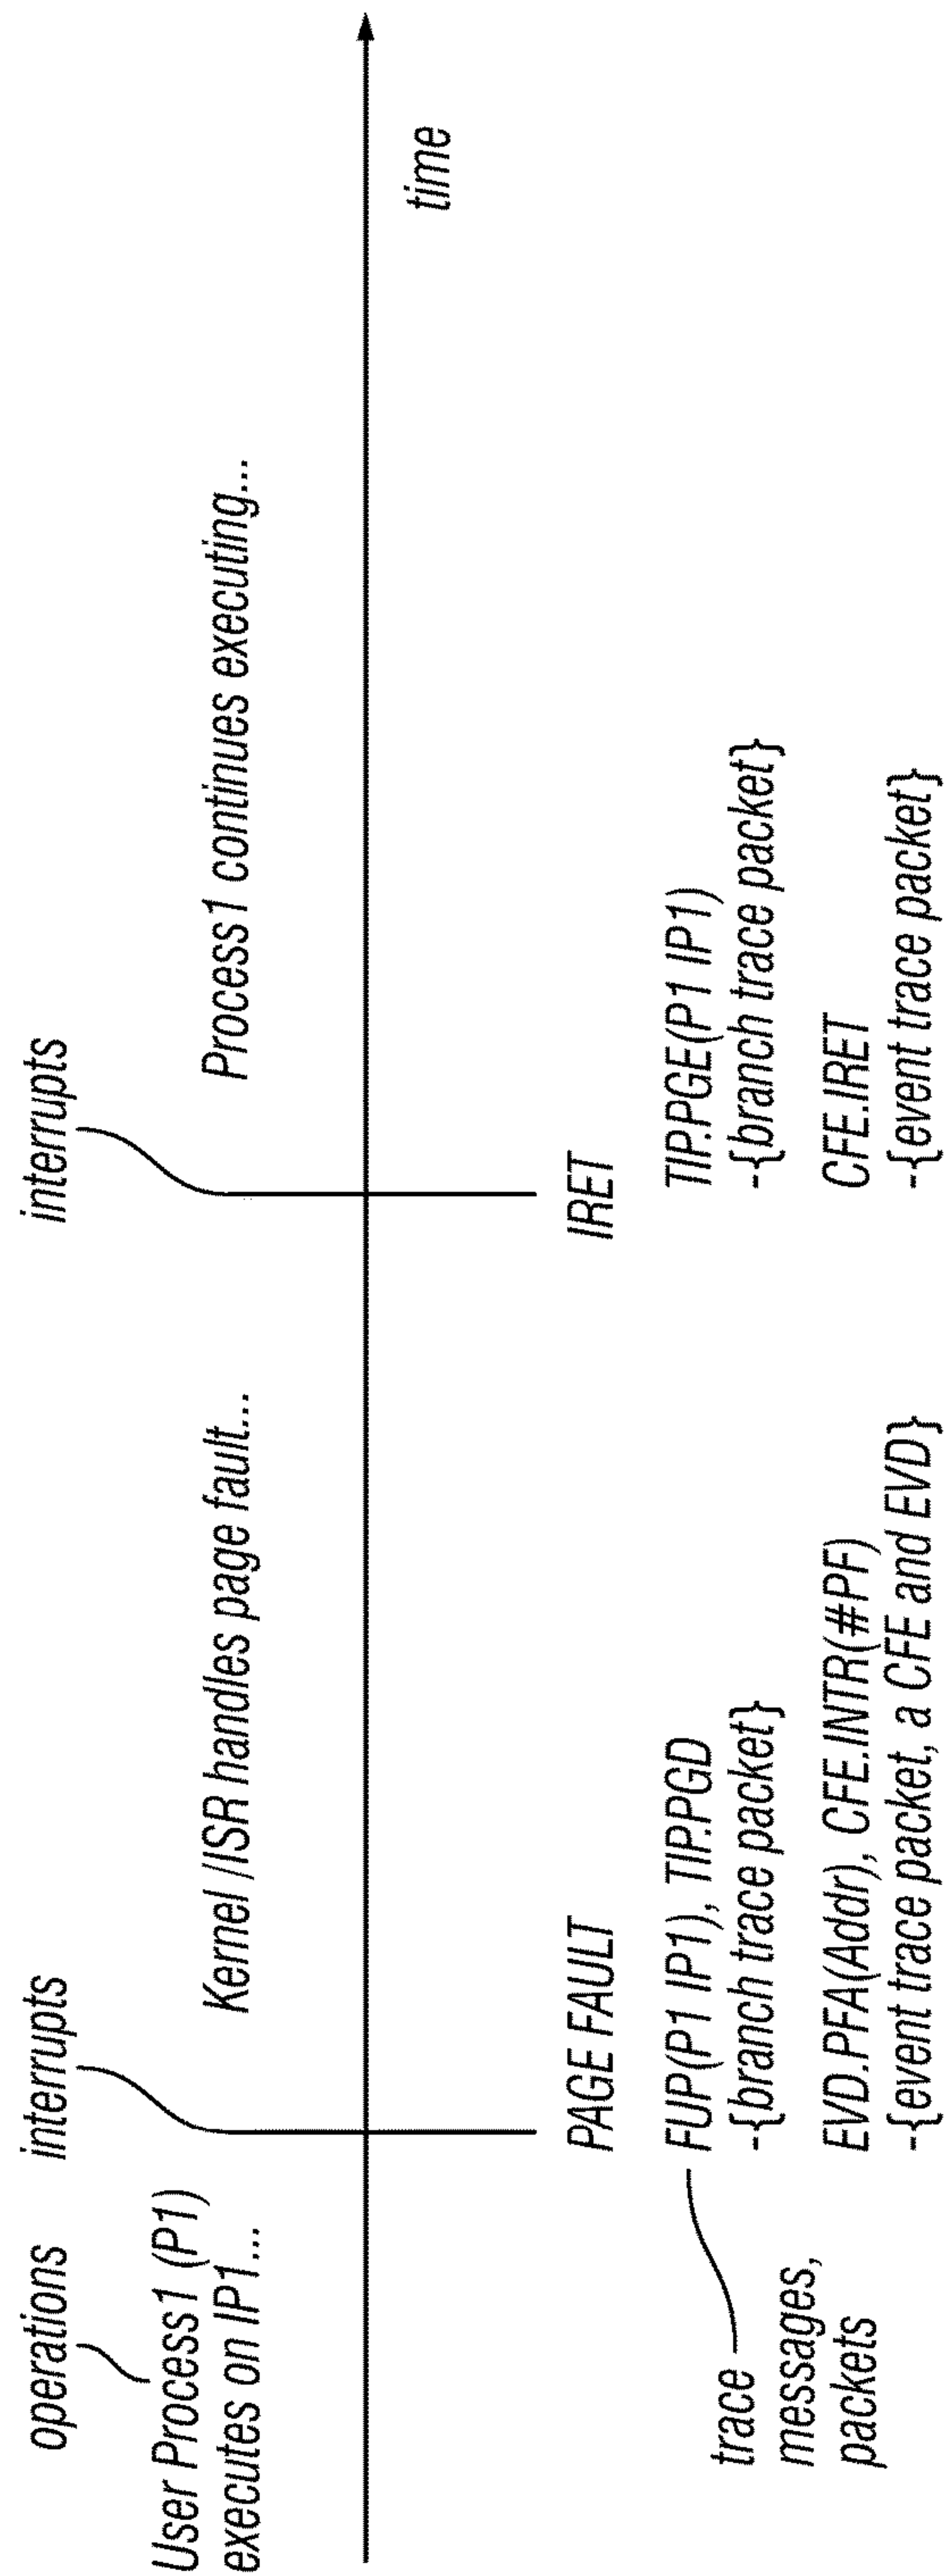 operations
interrupts
interrupts
User Process1 (P1)
executes on IP1...
Kernel /ISR handles page fault...
Process1 continues executing...
time
PAGE FAULT
IRET
trace
messages,
packets
FUP(P1 IP1), TIP.PGD
-{branch trace packet}
EVD.PFA(Addr), CFE.INTR(#PF)
-{event trace packet, a CFE and EVD}
TIP.PGE(P1 IP1)
-{branch trace packet}
CFE.IRET
-{event trace packet}